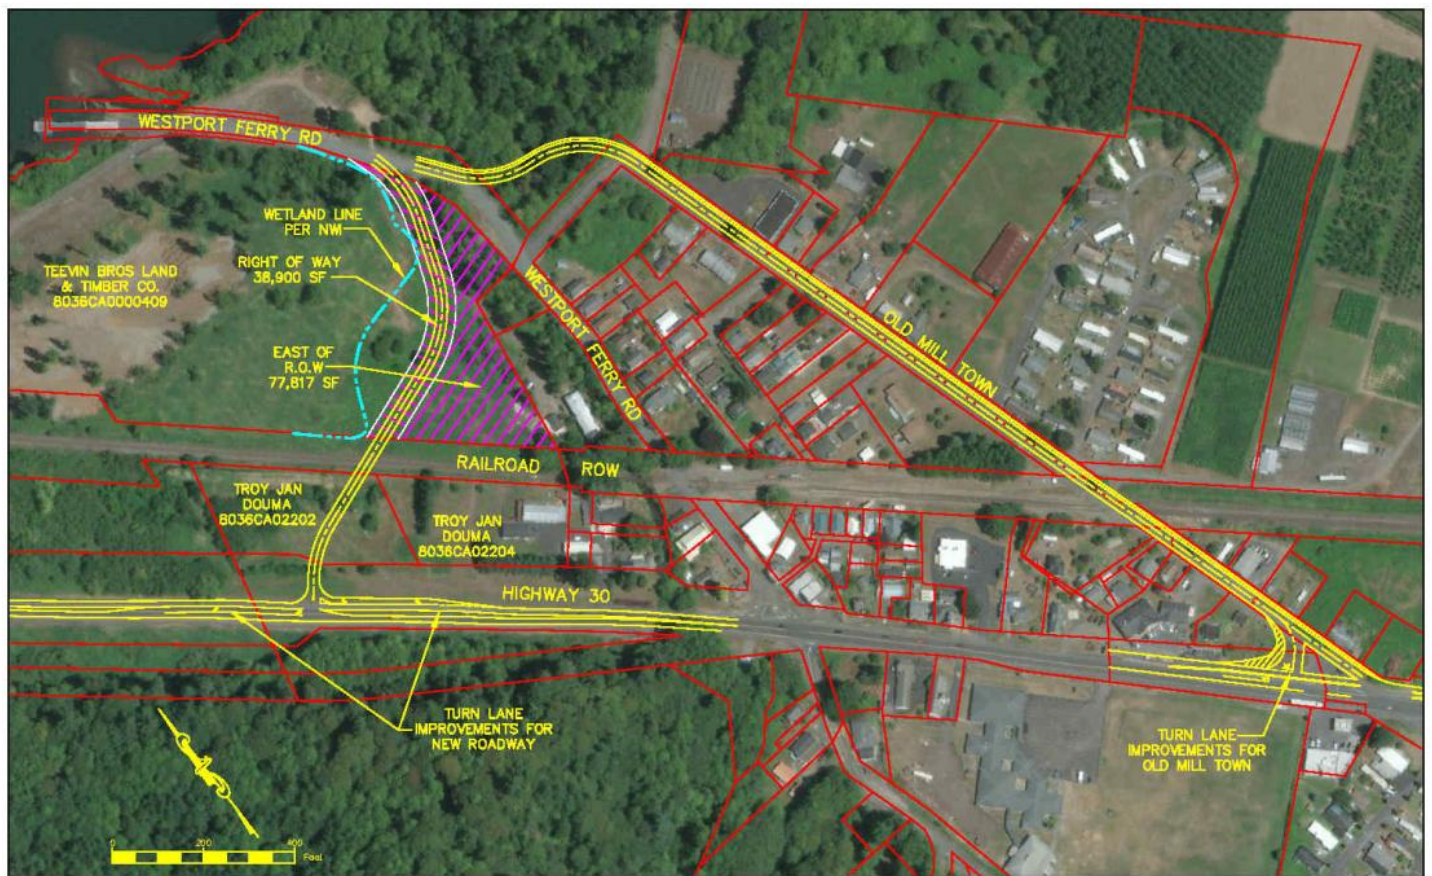 WESTPORT FERRY RD
WETLAND LINE
PER NWI
RIGHT OF WAY
38,900 SF
TEEVIN BROS LAND
& TIMBER CO.
8036CA0000409
EAST OF
R.O.W
77,817 SF
WESTPORT FERRY RD
OLD MILL TOWN
RAILROAD ROW
TROY JAN
DOUMA
8036CA02202
TROY JAN
DOUMA
8036CA02204
HIGHWAY 30
TURN LANE
IMPROVEMENTS FOR
NEW ROADWAY
TURN LANE
IMPROVEMENTS FOR
OLD MILL TOWN
0 200 400
Feet